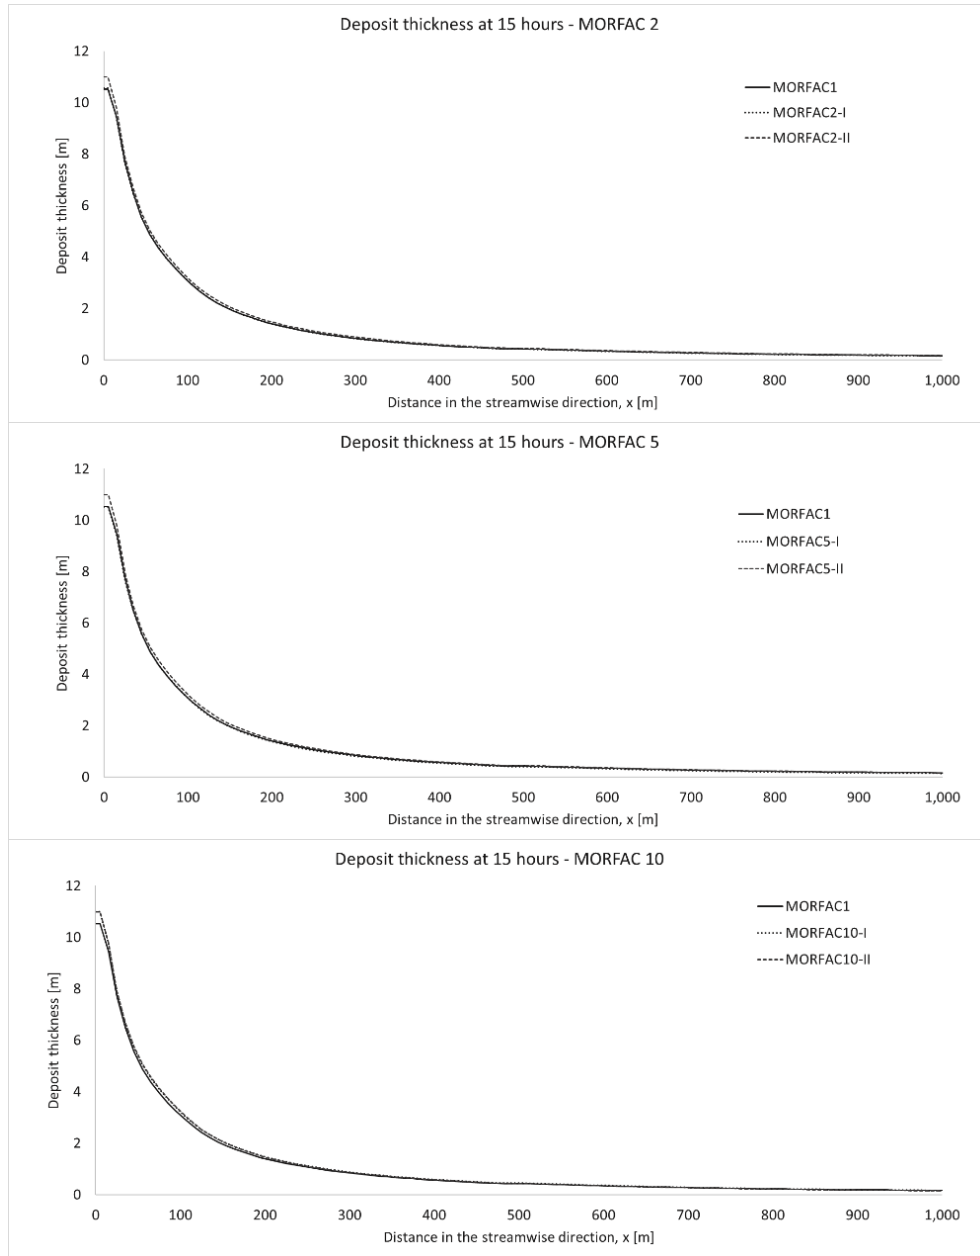 Deposit thickness at 15 hours - MORFAC 2
12
10
8
6
4
2
0
Deposit thickness [m]
MORFAC1
MORFAC2-I
MORFAC2-II
0 100 200 300 400 500 600 700 800 900 1,000
Distance in the streamwise direction, x [m]
Deposit thickness at 15 hours - MORFAC 5
12
10
8
6
4
2
0
Deposit thickness [m]
MORFAC1
MORFAC5-I
MORFAC5-II
0 100 200 300 400 500 600 700 800 900 1,000
Distance in the streamwise direction, x [m]
Deposit thickness at 15 hours - MORFAC 10
12
10
8
6
4
2
0
Deposit thickness [m]
MORFAC1
MORFAC10-I
MORFAC10-II
0 100 200 300 400 500 600 700 800 900 1,000
Distance in the streamwise direction, x [m]